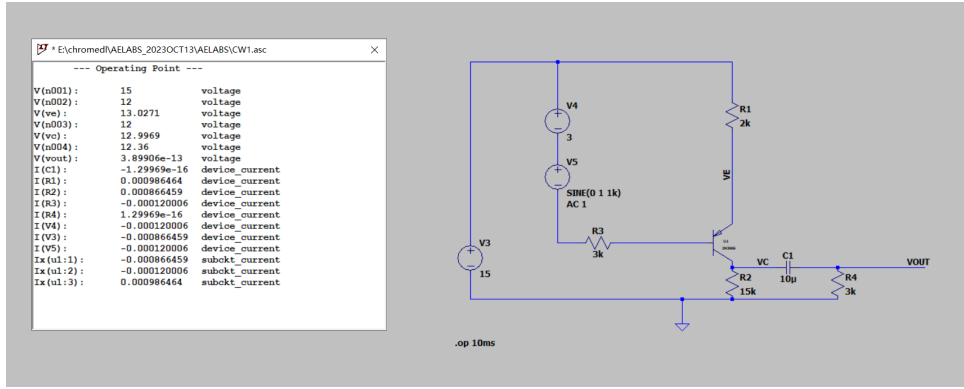 * E:\chromedl\AELABS_2023OCT13\AELABS\CW1.asc
--- Operating Point ---
V(n001): 15 voltage
V(n002): 12 voltage
V(ve): 13.0271 voltage
V(n003): 12 voltage
V(vc): 12.9969 voltage
V(n004): 12.36 voltage
V(vout): 3.89906e-13 voltage
I(C1): -1.29969e-16 device_current
I(R1): 0.000986464 device_current
I(R2): 0.000866459 device_current
I(R3): -0.000120006 device_current
I(R4): 1.29969e-16 device_current
I(V4): -0.000120006 device_current
I(V3): -0.000866459 device_current
I(V5): -0.000120006 device_current
Ix(u1:1): -0.000866459 subckt_current
Ix(u1:2): -0.000120006 subckt_current
Ix(u1:3): 0.000986464 subckt_current
V4
3
R1
2k
V5
SINE(0 1 1k)
AC 1
VE
R3
3k
U1
V3
15
VC
C1
10µ
VOUT
R2
15k
R4
3k
.op 10ms